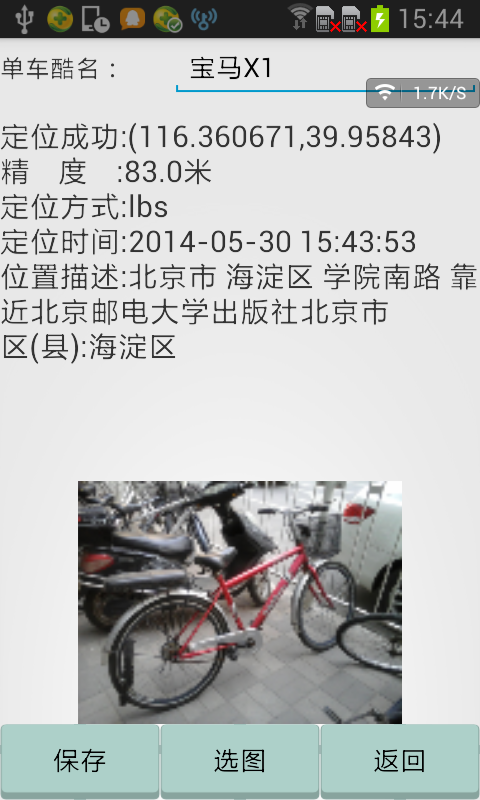 15:44
单车酷名： 宝马X1
1.7K/S
定位成功:(116.360671,39.95843)
精 度 :83.0米
定位方式:lbs
定位时间:2014-05-30 15:43:53
位置描述:北京市 海淀区 学院南路 靠
近北京邮电大学出版社北京市
区(县):海淀区
保存 选图 返回